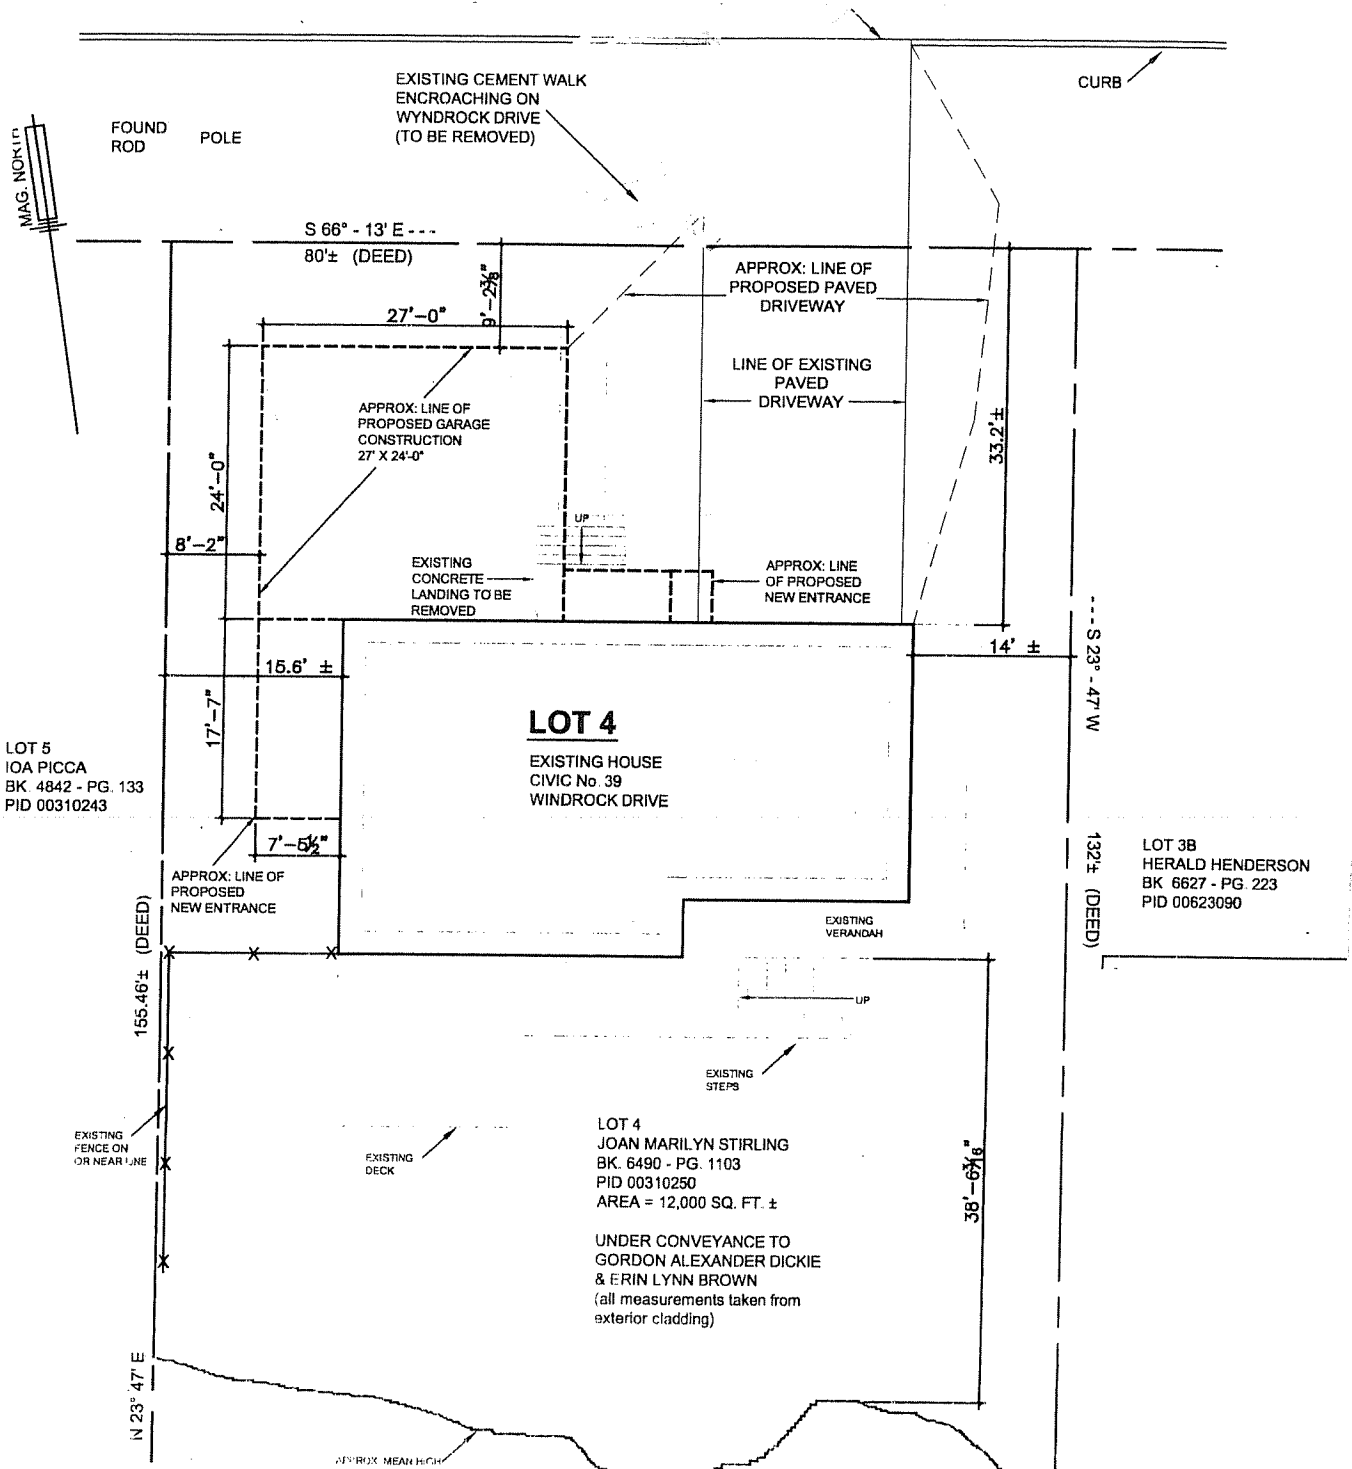 EXISTING CEMENT WALK
ENCROACHING ON
WYNDROCK DRIVE
(TO BE REMOVED)
CURB
FOUND
ROD
POLE
MAG. NORTH
S 66° - 13' E - - -
80'± (DEED)
9'-2⅜"
27'-0"
APPROX: LINE OF
PROPOSED PAVED
DRIVEWAY
LINE OF EXISTING
PAVED
DRIVEWAY
APPROX: LINE OF
PROPOSED GARAGE
CONSTRUCTION
27' X 24'-0"
33.2'±
24'-0"
8'-2"
UP
EXISTING
CONCRETE
LANDING TO BE
REMOVED
APPROX: LINE
OF PROPOSED
NEW ENTRANCE
14' ±
- - - S 23° - 47' W
15.6' ±
17'-7"
LOT 4
EXISTING HOUSE
CIVIC No. 39
WINDROCK DRIVE
LOT 5
IOA PICCA
BK. 4842 - PG. 133
PID 00310243
7'-5½"
APPROX: LINE OF
PROPOSED
NEW ENTRANCE
132'± (DEED)
LOT 3B
HERALD HENDERSON
BK 6627 - PG. 223
PID 00623090
EXISTING
VERANDAH
155.46'± (DEED)
UP
EXISTING
STEPS
EXISTING
FENCE ON
OR NEAR LINE
EXISTING
DECK
LOT 4
JOAN MARILYN STIRLING
BK. 6490 - PG. 1103
PID 00310250
AREA = 12,000 SQ. FT. ±
UNDER CONVEYANCE TO
GORDON ALEXANDER DICKIE
& ERIN LYNN BROWN
(all measurements taken from
exterior cladding)
38'-6 3/16"
N 23° 47' E
APPROX MEAN HIGH